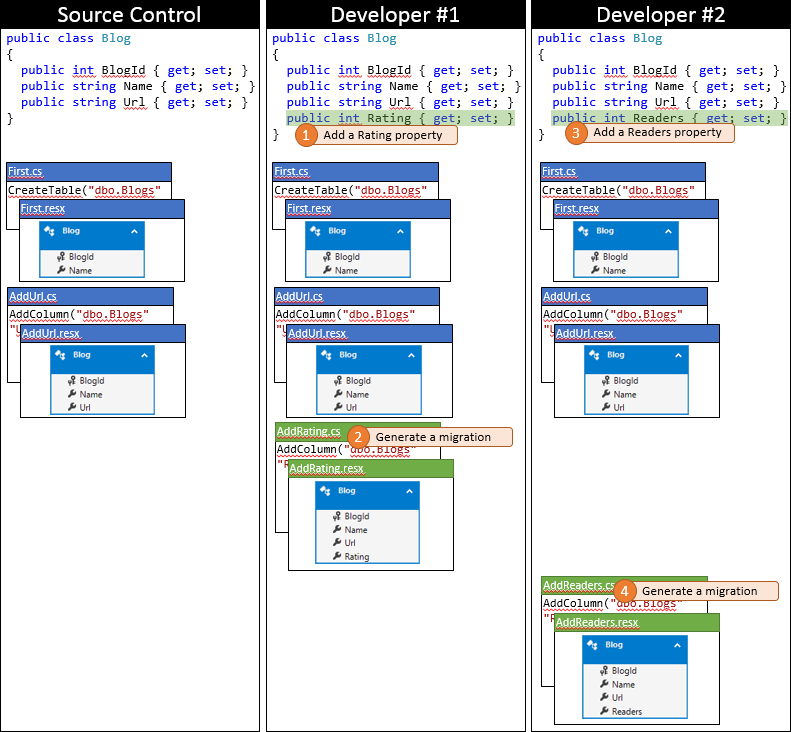 Source Control
public class Blog
{
public int BlogId { get; set; }
public string Name { get; set; }
public string Url { get; set; }
}
First.cs
CreateTable("dbo.Blogs"
First.resx
Blog
BlogId
Name
AddUrl.cs
AddColumn("dbo.Blogs"
AddUrl.resx
Blog
BlogId
Name
Url
Developer #1
public class Blog
{
public int BlogId { get; set; }
public string Name { get; set; }
public string Url { get; set; }
public int Rating { get; set; }
}
1 Add a Rating property
First.cs
CreateTable("dbo.Blogs"
First.resx
Blog
BlogId
Name
AddUrl.cs
AddColumn("dbo.Blogs"
AddUrl.resx
Blog
BlogId
Name
Url
AddRating.cs
2 Generate a migration
AddColumn("dbo.Blogs"
"R
AddRating.resx
Blog
BlogId
Name
Url
Rating
Developer #2
public class Blog
{
public int BlogId { get; set; }
public string Name { get; set; }
public string Url { get; set; }
public int Readers { get; set; }
}
3 Add a Readers property
First.cs
CreateTable("dbo.Blogs"
First.resx
Blog
BlogId
Name
AddUrl.cs
AddColumn("dbo.Blogs"
AddUrl.resx
Blog
BlogId
Name
Url
AddReaders.cs
4 Generate a migration
AddColumn("dbo.Blogs"
"R
AddReaders.resx
Blog
BlogId
Name
Url
Readers